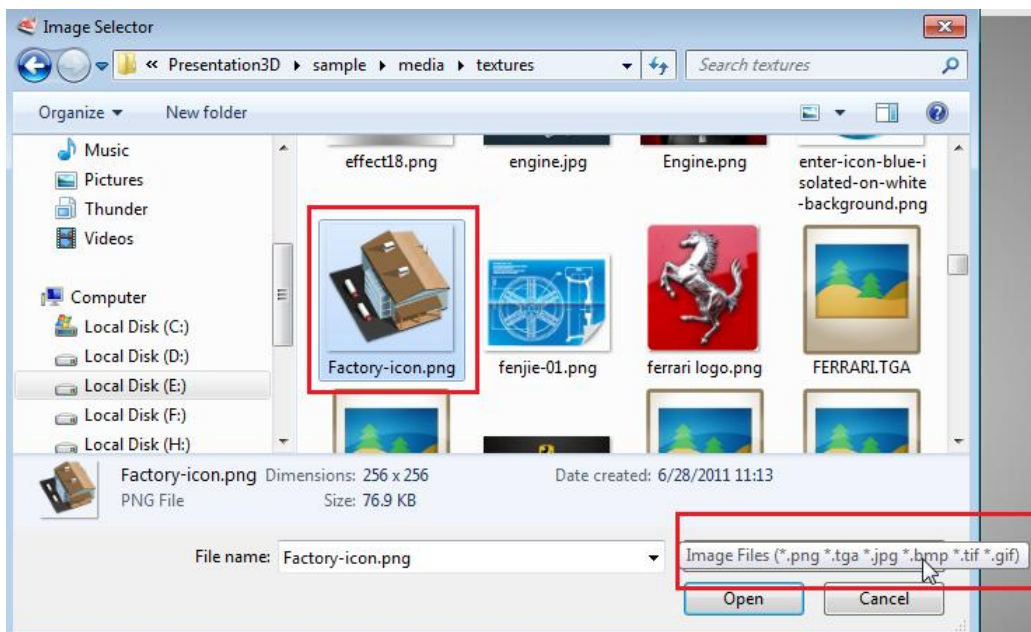 Image Selector
« Presentation3D ▸ sample ▸ media ▸ textures
Search textures
Organize
New folder
Music
Pictures
Thunder
Videos
Computer
Local Disk (C:)
Local Disk (D:)
Local Disk (E:)
Local Disk (F:)
Local Disk (H:)
effect18.png
engine.jpg
Engine.png
enter-icon-blue-i
solated-on-white
-background.png
Factory-icon.png
fenjie-01.png
ferrari logo.png
FERRARI.TGA
Factory-icon.png Dimensions: 256 x 256 Date created: 6/28/2011 11:13
PNG File Size: 76.9 KB
File name: Factory-icon.png
Image Files (*.png *.tga *.jpg *.bmp *.tif *.gif)
Open
Cancel